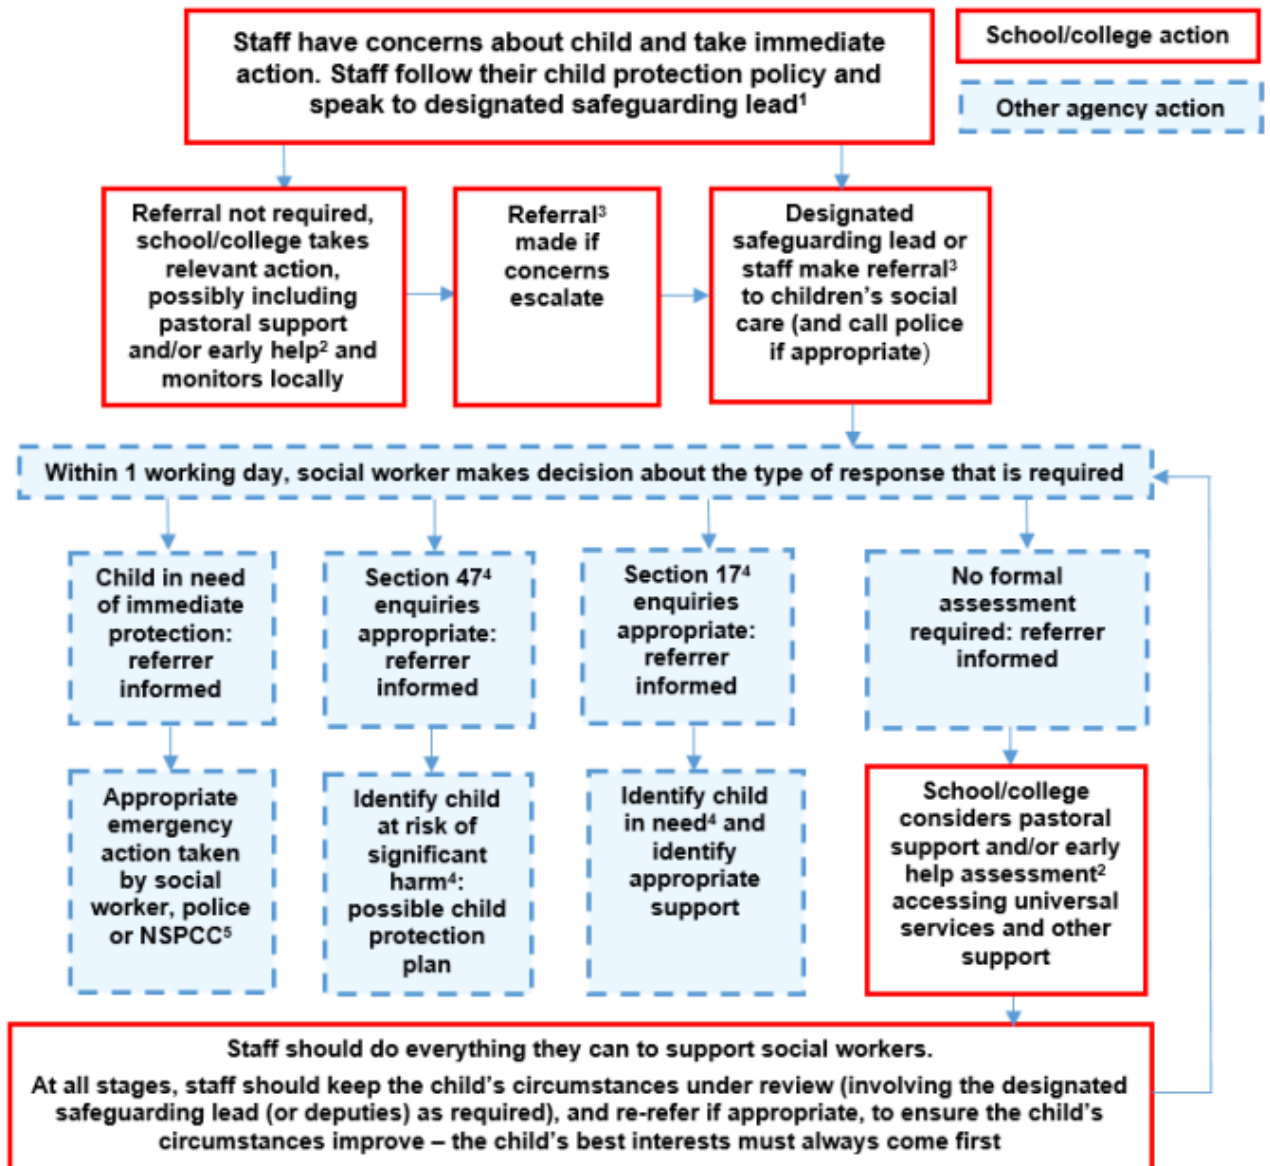 Staff have concerns about child and take immediate
action. Staff follow their child protection policy and
speak to designated safeguarding lead¹
School/college action
Other agency action
Referral not required,
school/college takes
relevant action,
possibly including
pastoral support
and/or early help² and
monitors locally
Referral³
made if
concerns
escalate
Designated
safeguarding lead or
staff make referral³
to children’s social
care (and call police
if appropriate)
Within 1 working day, social worker makes decision about the type of response that is required
Child in need
of immediate
protection:
referrer
informed
Section 47⁴
enquiries
appropriate:
referrer
informed
Section 17⁴
enquiries
appropriate:
referrer
informed
No formal
assessment
required: referrer
informed
Appropriate
emergency
action taken
by social
worker, police
or NSPCC⁵
Identify child
at risk of
significant
harm⁴:
possible child
protection
plan
Identify child
in need⁴ and
identify
appropriate
support
School/college
considers pastoral
support and/or early
help assessment²
accessing universal
services and other
support
Staff should do everything they can to support social workers.
At all stages, staff should keep the child’s circumstances under review (involving the designated
safeguarding lead (or deputies) as required), and re-refer if appropriate, to ensure the child’s
circumstances improve – the child’s best interests must always come first